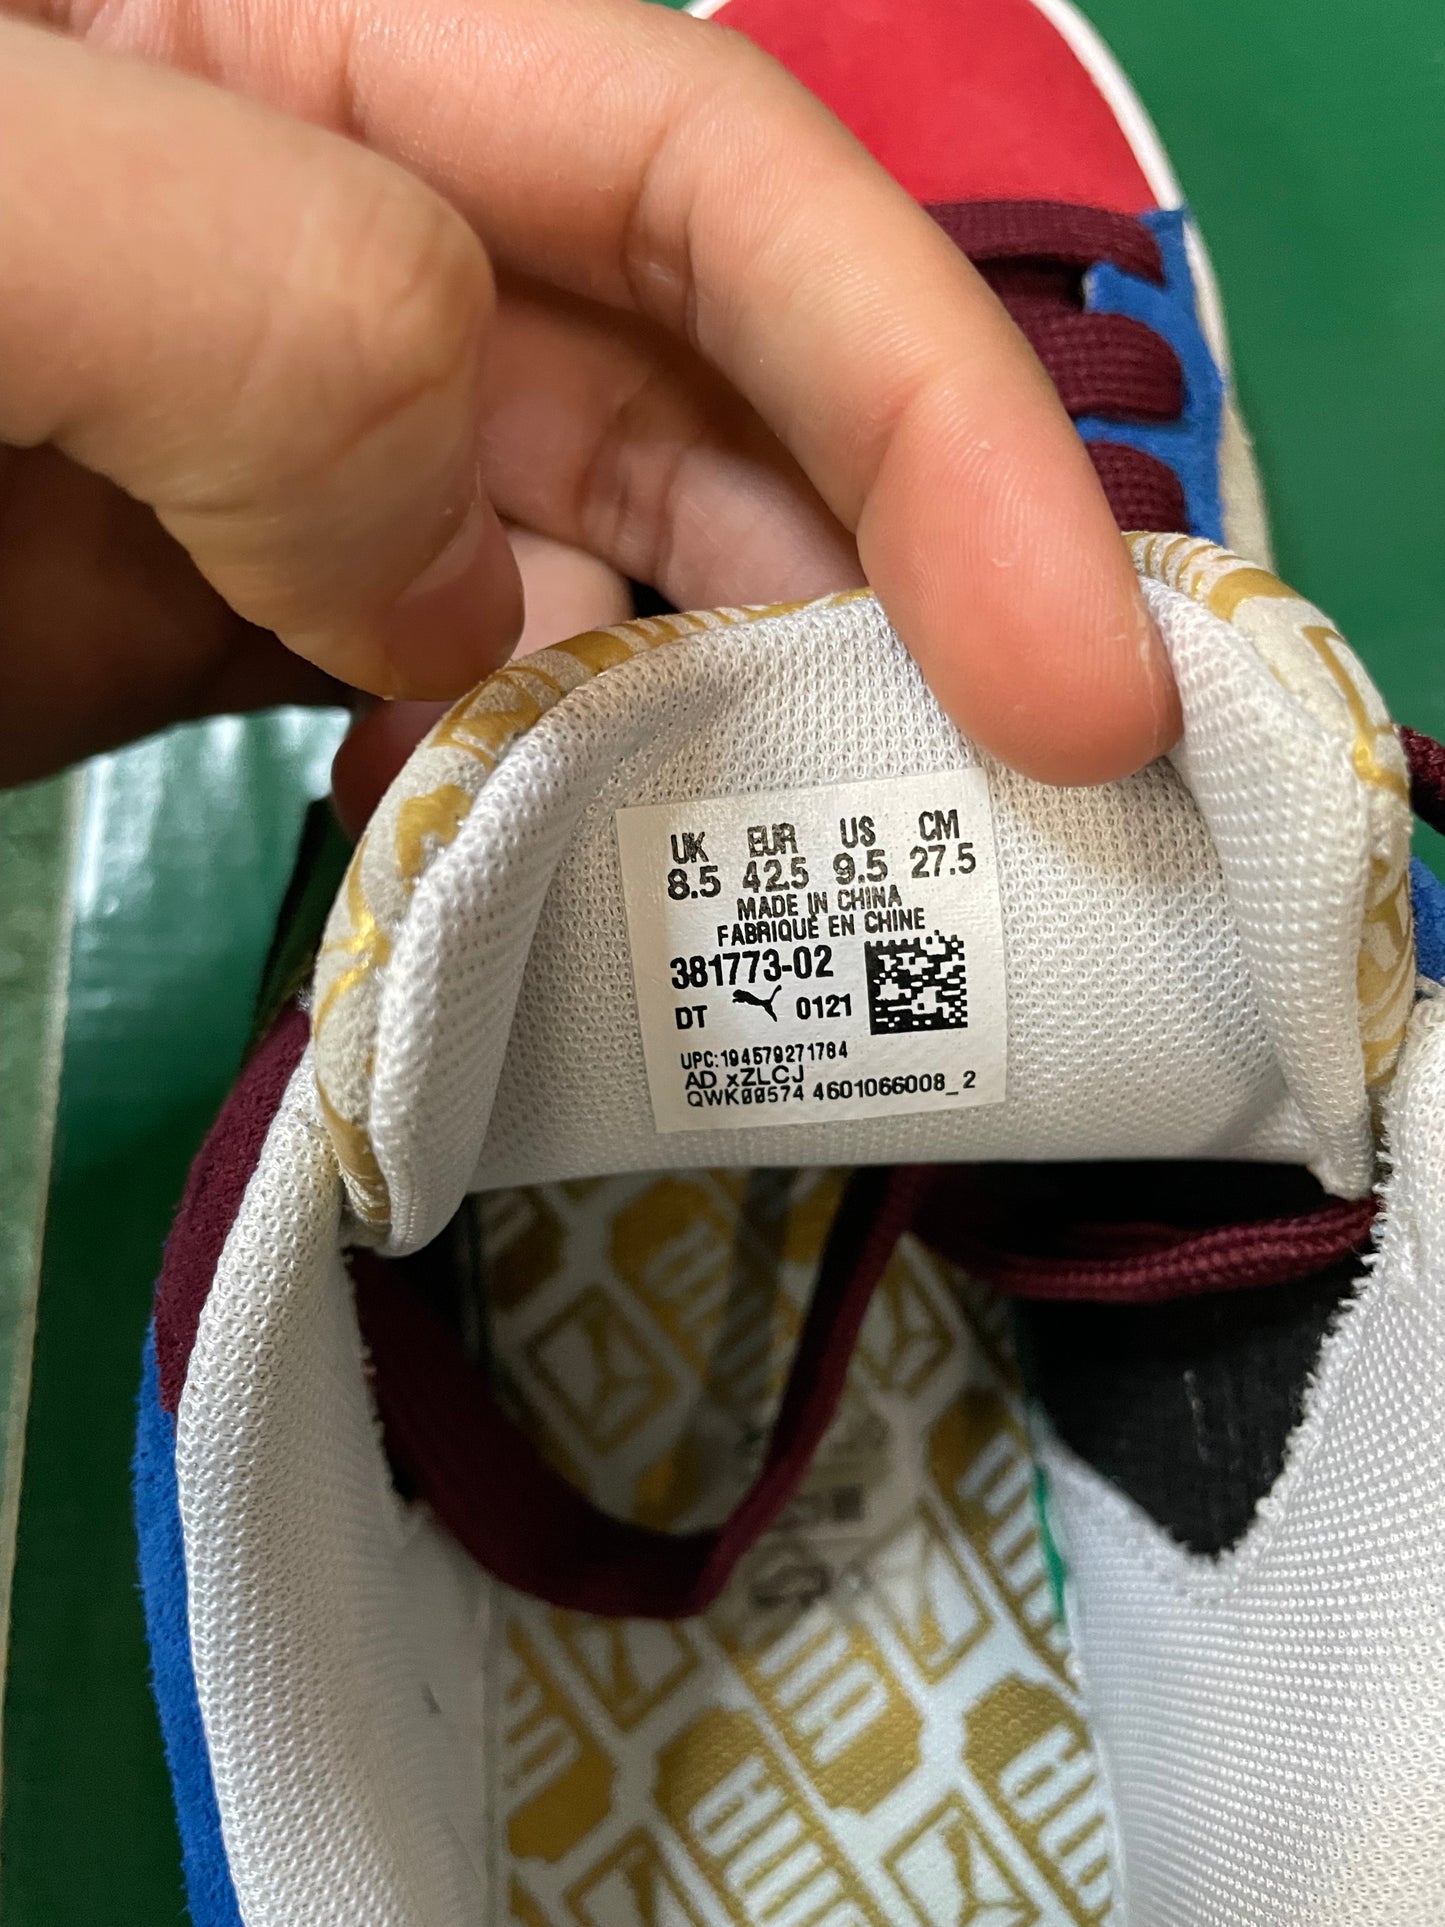 UK EUR US CM
8.5 42.5 9.5 27.5
MADE IN CHINA
FABRIQUÉ EN CHINE
381773-02
DT 0121
UPC:194579271784
AD xZLCJ
QWK00574 4601066008_2